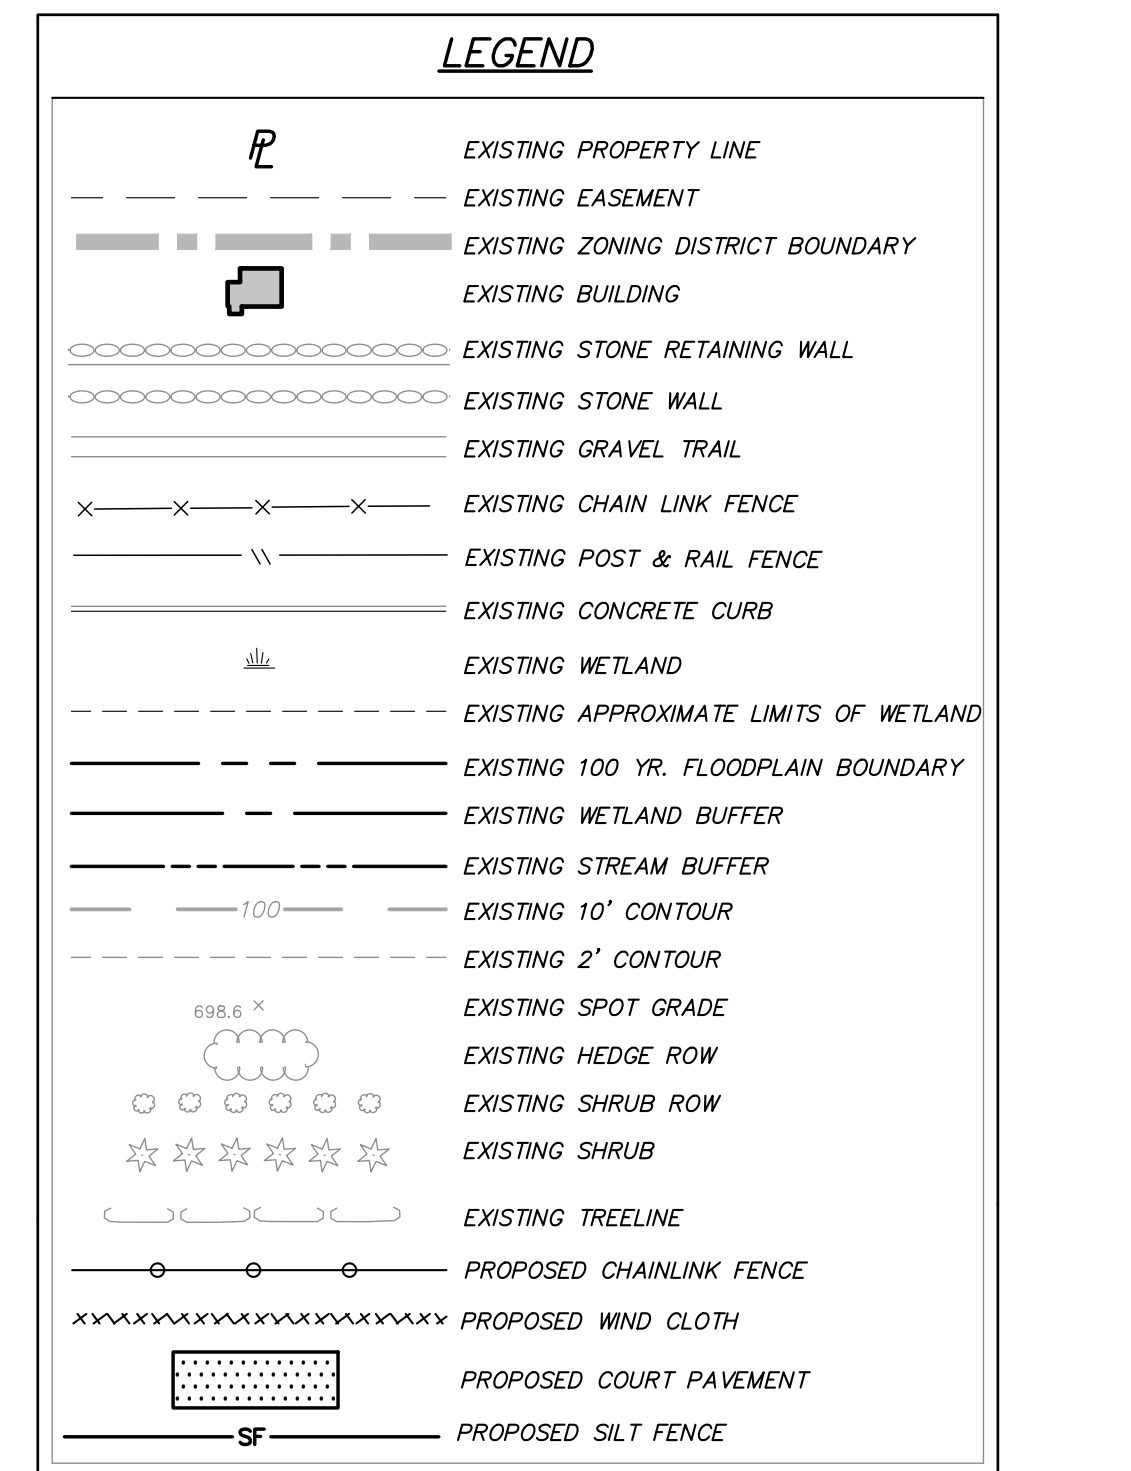 LEGEND
PL EXISTING PROPERTY LINE
EXISTING EASEMENT
EXISTING ZONING DISTRICT BOUNDARY
EXISTING BUILDING
EXISTING STONE RETAINING WALL
EXISTING STONE WALL
EXISTING GRAVEL TRAIL
EXISTING CHAIN LINK FENCE
EXISTING POST & RAIL FENCE
EXISTING CONCRETE CURB
EXISTING WETLAND
EXISTING APPROXIMATE LIMITS OF WETLAND
EXISTING 100 YR. FLOODPLAIN BOUNDARY
EXISTING WETLAND BUFFER
EXISTING STREAM BUFFER
100 EXISTING 10' CONTOUR
EXISTING 2' CONTOUR
698.6 EXISTING SPOT GRADE
EXISTING HEDGE ROW
EXISTING SHRUB ROW
EXISTING SHRUB
EXISTING TREELINE
PROPOSED CHAINLINK FENCE
PROPOSED WIND CLOTH
PROPOSED COURT PAVEMENT
SF PROPOSED SILT FENCE